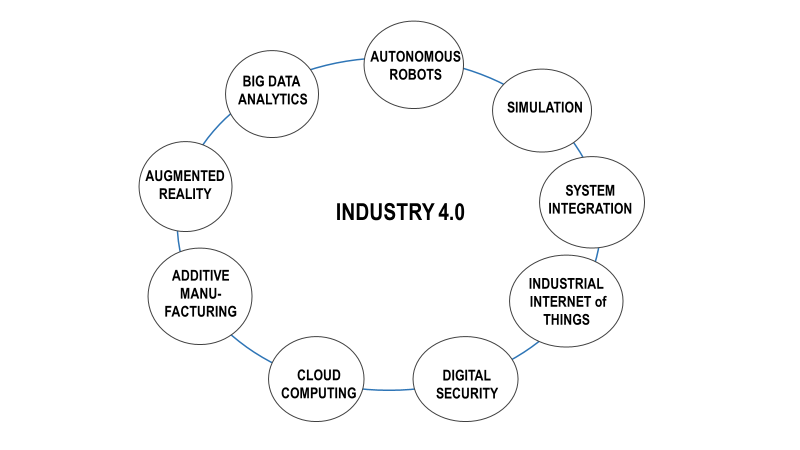 AUTONOMOUS
ROBOTS
SIMULATION
SYSTEM
INTEGRATION
INDUSTRIAL
INTERNET of
THINGS
DIGITAL
SECURITY
CLOUD
COMPUTING
ADDITIVE
MANU-
FACTURING
AUGMENTED
REALITY
BIG DATA
ANALYTICS
INDUSTRY 4.0